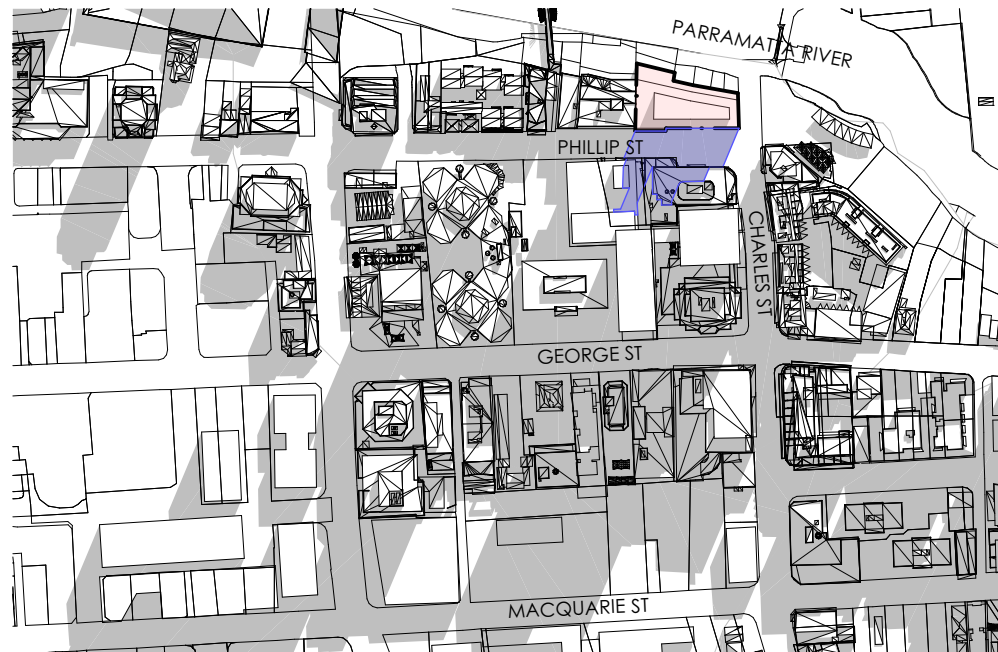 PARRAMATTA RIVER
PHILLIP ST
CHARLES ST
GEORGE ST
MACQUARIE ST